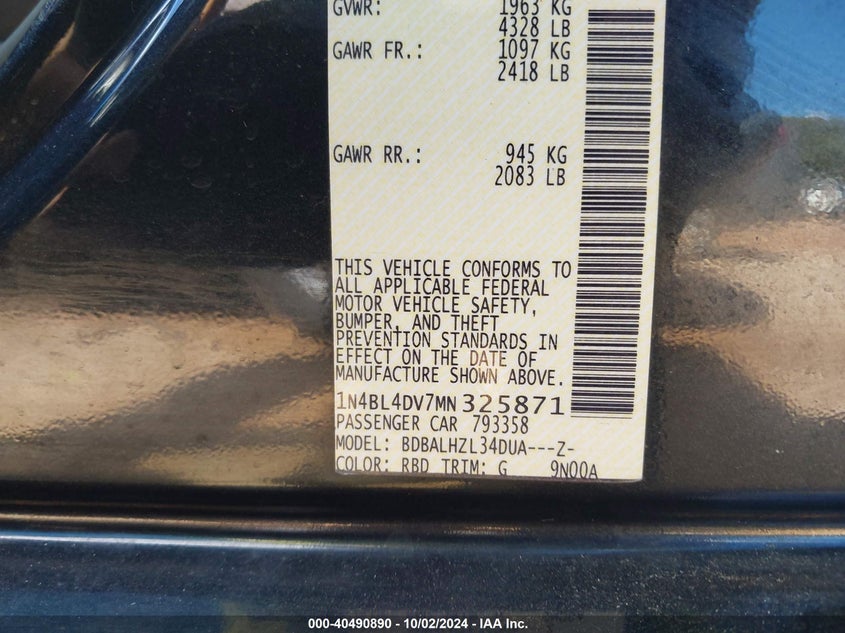 GVWR: 1963 KG
4328 LB
GAWR FR.: 1097 KG
2418 LB
GAWR RR.: 945 KG
2083 LB
THIS VEHICLE CONFORMS TO
ALL APPLICABLE FEDERAL
MOTOR VEHICLE SAFETY,
BUMPER, AND THEFT
PREVENTION STANDARDS IN
EFFECT ON THE DATE OF
MANUFACTURE SHOWN ABOVE.
1N4BL4DV7MN325871
PASSENGER CAR 793358
MODEL: BDBALHZL34DUA---Z-
COLOR: RBD TRIM: G 9N00A
000-40490890 - 10/02/2024 - IAA Inc.